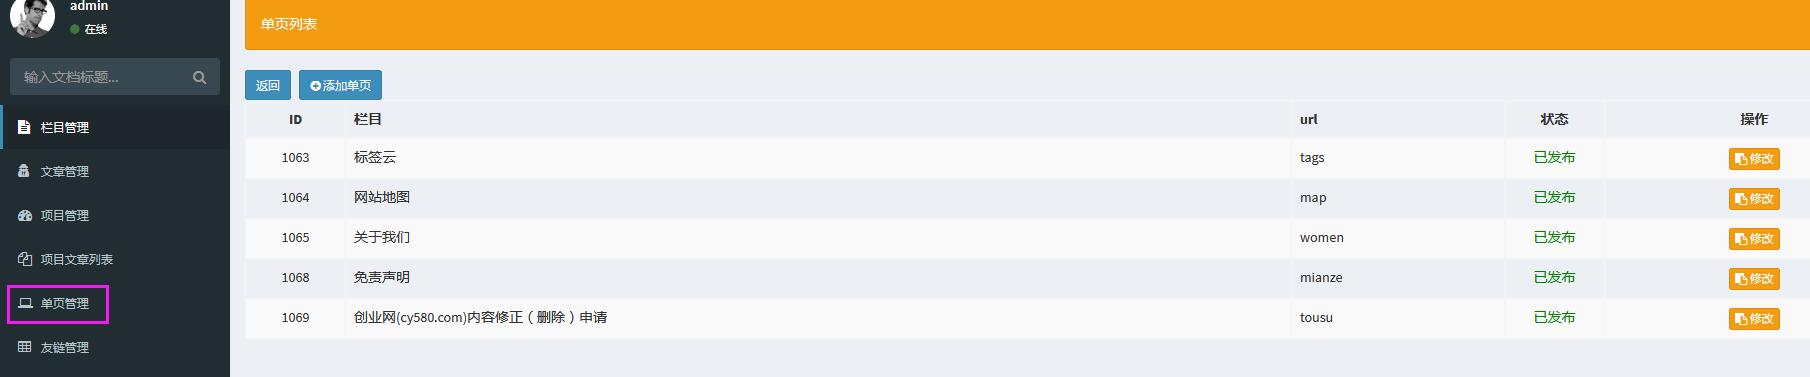 admin
在线
输入文档标题...
栏目管理
文章管理
项目管理
项目文章列表
单页管理
友链管理
单页列表
返回 添加单页
ID 栏目 url 状态 操作
1063 标签云 tags 已发布 修改
1064 网站地图 map 已发布 修改
1065 关于我们 women 已发布 修改
1068 免责声明 mianze 已发布 修改
1069 创业网(cy580.com)内容修正（删除）申请 tousu 已发布 修改